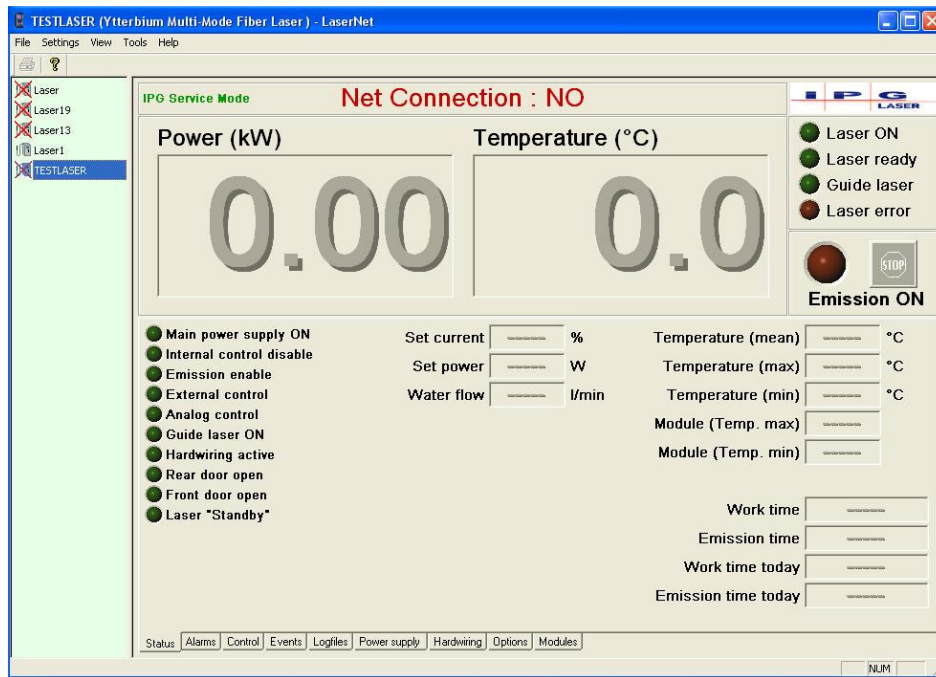 TESTLASER (Ytterbium Multi-Mode Fiber Laser ) - LaserNet
File Settings View Tools Help
Laser
Laser19
Laser13
Laser1
TESTLASER
IPG Service Mode
Net Connection : NO
IPG
LASER
Power (kW)
0.00
Temperature (°C)
0.0
Laser ON
Laser ready
Guide laser
Laser error
STOP
Emission ON
Main power supply ON
Internal control disable
Emission enable
External control
Analog control
Guide laser ON
Hardwiring active
Rear door open
Front door open
Laser "Standby"
Set current ----- %
Set power ----- W
Water flow ----- l/min
Temperature (mean) ----- °C
Temperature (max) ----- °C
Temperature (min) ----- °C
Module (Temp. max) -----
Module (Temp. min) -----
Work time -----
Emission time -----
Work time today -----
Emission time today -----
Status Alarms Control Events Logfiles Power supply Hardwiring Options Modules
NUM